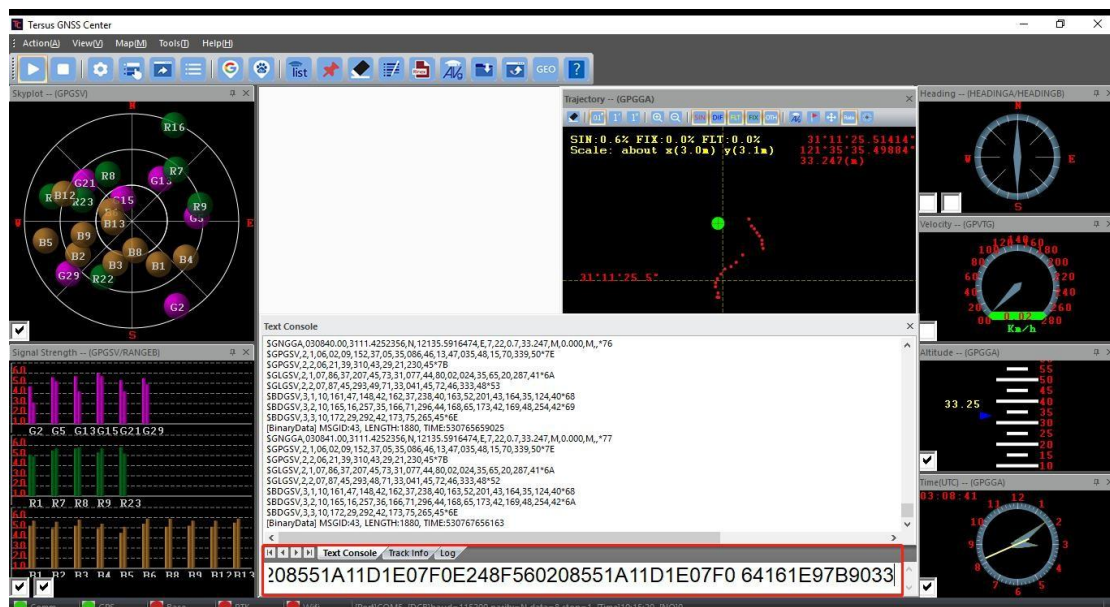 Tersus GNSS Center
Action(A) View(V) Map(M) Tools(T) Help(H)
list
GEO
?
Skyplot -- (GPGSV)
N
R16
G21 R8 R7
B12 R23 G15 R9
B13
W E
B5 B9
B2 B3 B8 B1 B4
G29 R22
G2
S
Trajectory -- (GPGGA)
SIN:0.6% FIX:0.0% FLT:0.0%
Scale: about x(3.0m) y(3.1m)
31°11'25.51414"
121°35'35.49884"
33.247(m)
31°11'25.5"
Heading -- (HEADINGA/HEADINGB)
N
W E
S
Velocity -- (GPVTG)
0.02
Km/h
Altitude -- (GPGGA)
33.25
55
50
45
40
35
30
25
20
15
10
Time(UTC) -- (GPGGA)
03:08:41
Signal Strength -- (GPGSV/RANGEB)
G2 G5 G13 G15 G21 G29
R1 R7 R8 R9 R23
B1 B2 B3 B4 B5 B6 B8 B9 B12 B13
Text Console
$GNGGA,030840.00,3111.4252356,N,12135.5916474,E,7,22,0.7,33.247,M,0.000,M,,*76
$GPGSV,2,1,06,02,09,152,37,05,35,086,46,13,47,035,48,15,70,339,50*7E
$GPGSV,2,2,06,21,39,310,43,29,21,230,45*7B
$GLGSV,2,1,07,86,37,207,45,73,31,077,44,80,02,024,35,65,20,287,41*6A
$GLGSV,2,2,07,87,45,293,49,71,33,041,45,72,46,333,48*53
$BDGSV,3,1,10,161,47,148,42,162,37,238,40,163,52,201,43,164,35,124,40*68
$BDGSV,3,2,10,165,16,257,35,166,71,296,44,168,65,173,42,169,48,254,42*69
$BDGSV,3,3,10,172,29,292,42,173,75,265,45*6E
[BinaryData] MSGID:43, LENGTH:1880, TIME:530765659025
$GNGGA,030841.00,3111.4252356,N,12135.5916474,E,7,22,0.7,33.247,M,0.000,M,,*77
$GPGSV,2,1,06,02,09,152,37,05,35,086,46,13,47,035,48,15,70,339,50*7E
$GPGSV,2,2,06,21,39,310,43,29,21,230,45*7B
$GLGSV,2,1,07,86,37,207,45,73,31,077,44,80,02,024,35,65,20,287,41*6A
$GLGSV,2,2,07,87,45,293,48,71,33,041,45,72,46,333,48*52
$BDGSV,3,1,10,161,47,148,42,162,37,238,40,163,52,201,43,164,35,124,40*68
$BDGSV,3,2,10,165,16,257,36,166,71,296,44,168,65,173,42,169,48,254,42*6A
$BDGSV,3,3,10,172,29,292,42,173,75,265,45*6E
[BinaryData] MSGID:43, LENGTH:1880, TIME:530767656163
Text Console Track Info Log
208551A11D1E07F0E248F560208551A11D1E07F0 64161E97B9033